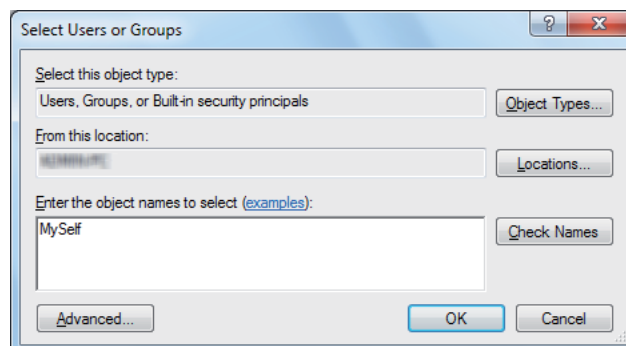 Select Users or Groups
Select this object type:
Users, Groups, or Built-in security principals
Object Types...
From this location:
Locations...
Enter the object names to select (examples):
MySelf
Check Names
Advanced...
OK
Cancel